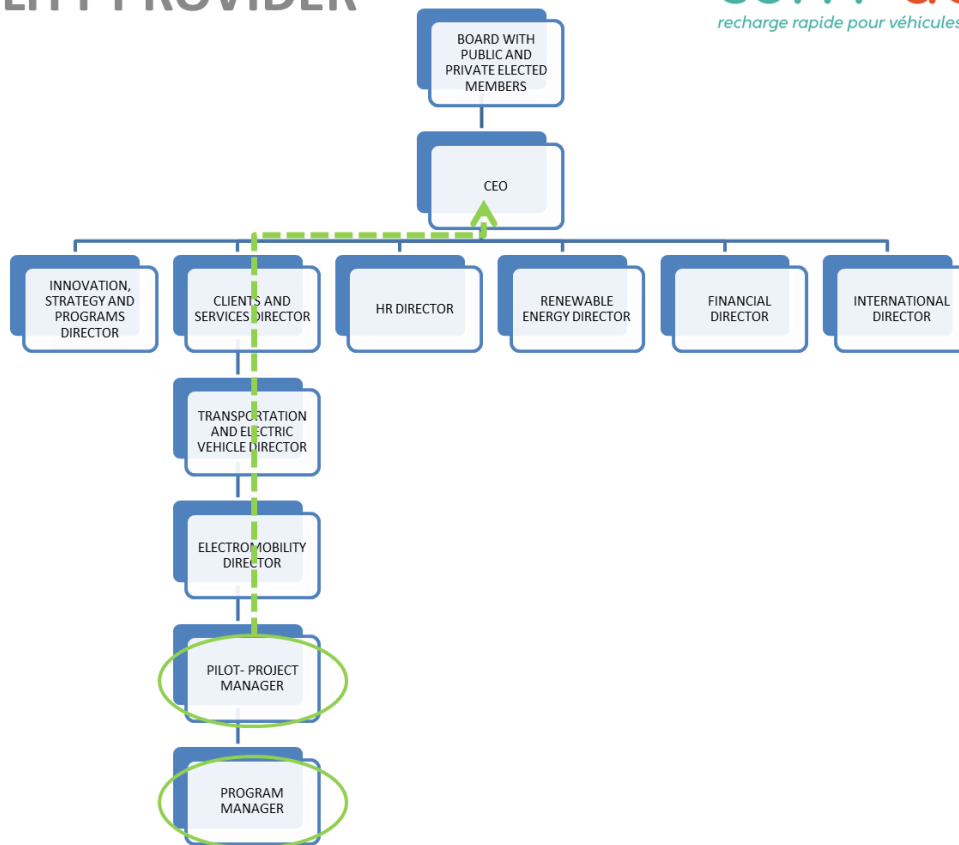 PROVIDER
recharge rapide pour véhicules
BOARD WITH
PUBLIC AND
PRIVATE ELECTED
MEMBERS
CEO
INNOVATION,
STRATEGY AND
PROGRAMS
DIRECTOR
CLIENTS AND
SERVICES DIRECTOR
HR DIRECTOR
RENEWABLE
ENERGY DIRECTOR
FINANCIAL
DIRECTOR
INTERNATIONAL
DIRECTOR
TRANSPORTATION
AND ELECTRIC
VEHICLE DIRECTOR
ELECTROMOBILITY
DIRECTOR
PILOT- PROJECT
MANAGER
PROGRAM
MANAGER